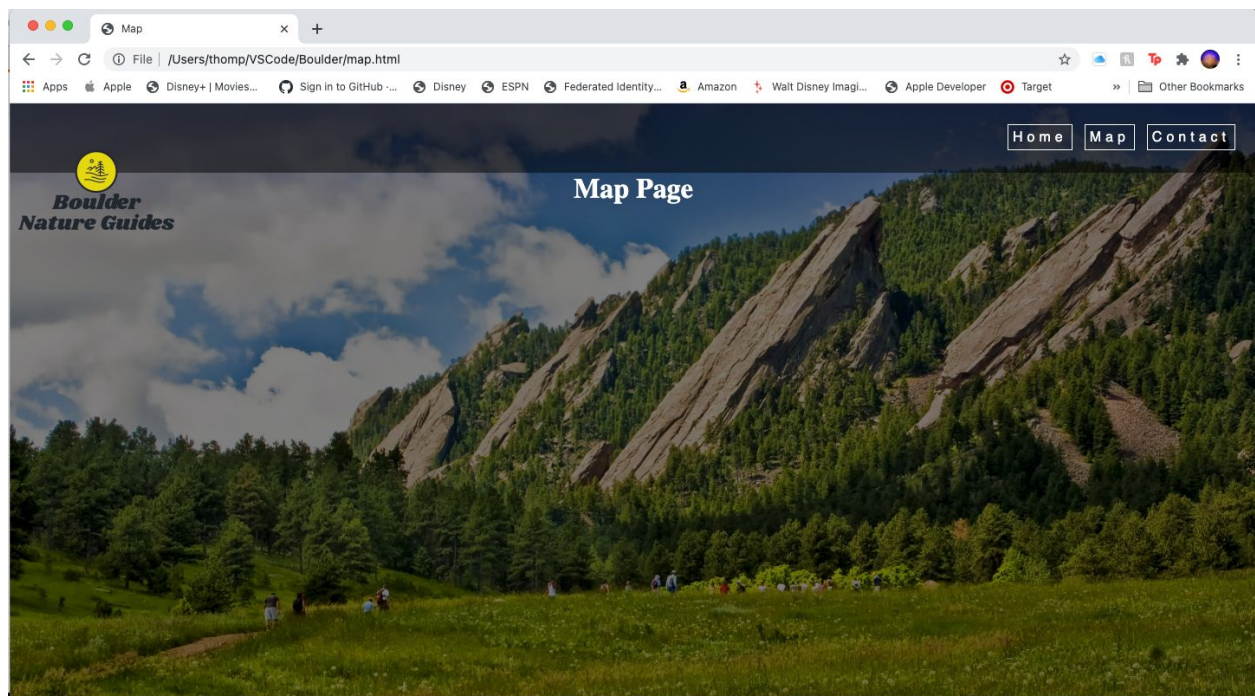 Map
File | /Users/thomp/VSCode/Boulder/map.html
Tp
Apps Apple Disney+ | Movies... Sign in to GitHub -... Disney ESPN Federated Identity... a Amazon Walt Disney Imagi... Apple Developer Target » Other Bookmarks
Home Map Contact
Map Page
Boulder
Nature Guides